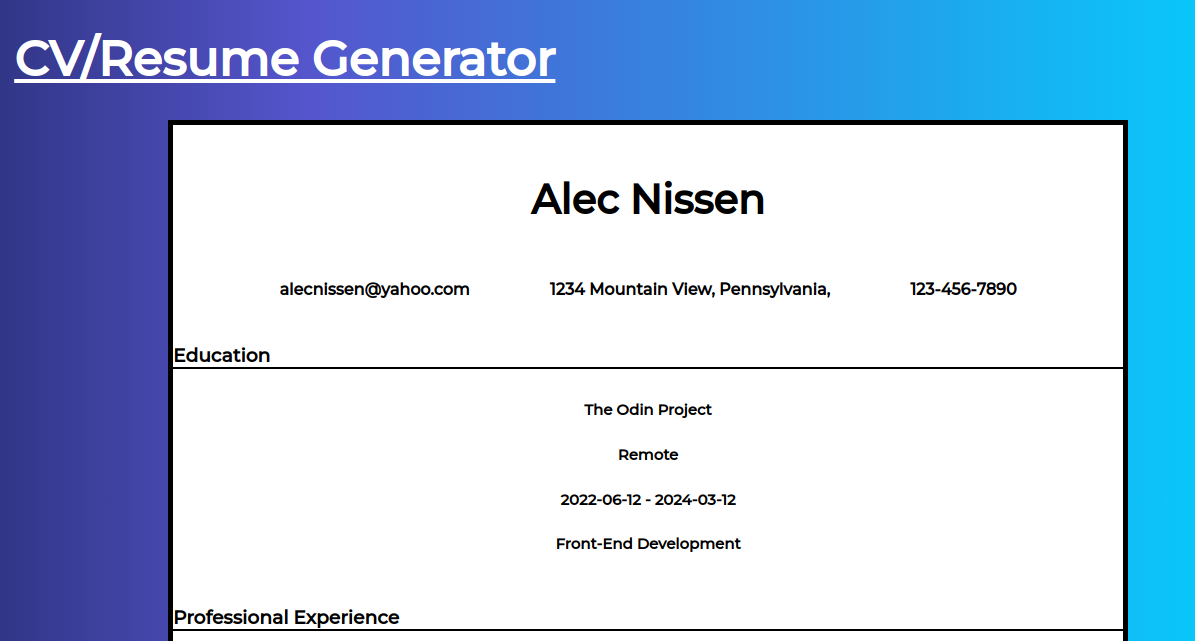 CV/Resume Generator
Alec Nissen
alecnissen@yahoo.com 1234 Mountain VIew, Pennsylvania, 123-456-7890
Education
The Odin Project
Remote
2022-06-12 - 2024-03-12
Front-End Development
Professional Experience